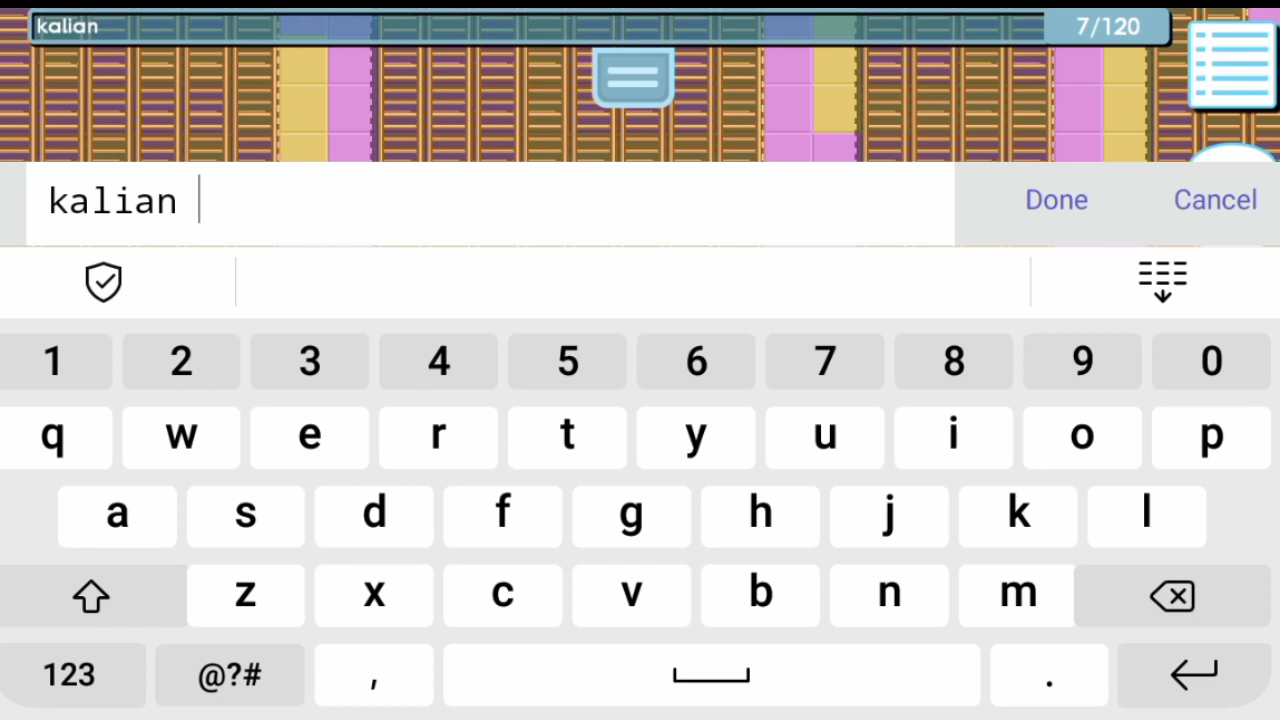 kalian 7/120
kalian Done Cancel
1 2 3 4 5 6 7 8 9 0
q w e r t y u i o p
a s d f g h j k l
z x c v b n m
123 @?# , .